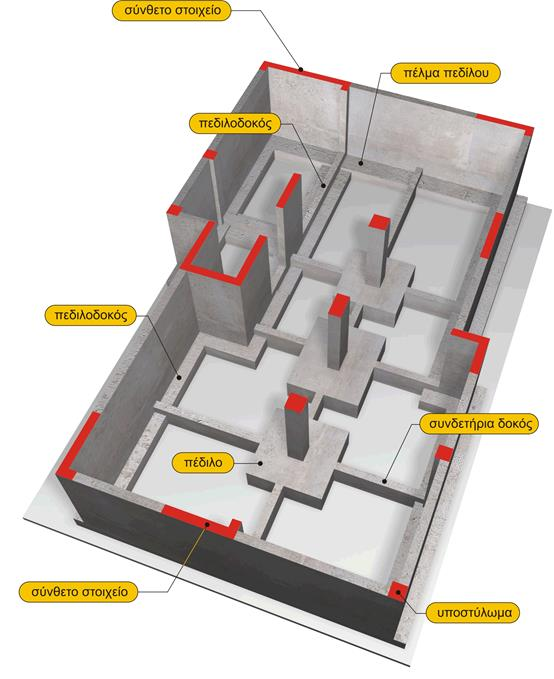 σύνθετο στοιχείο
πέλμα πεδίλου
πεδιλοδοκός
πεδιλοδοκός
συνδετήρια δοκός
πέδιλο
σύνθετο στοιχείο
υποστύλωμα